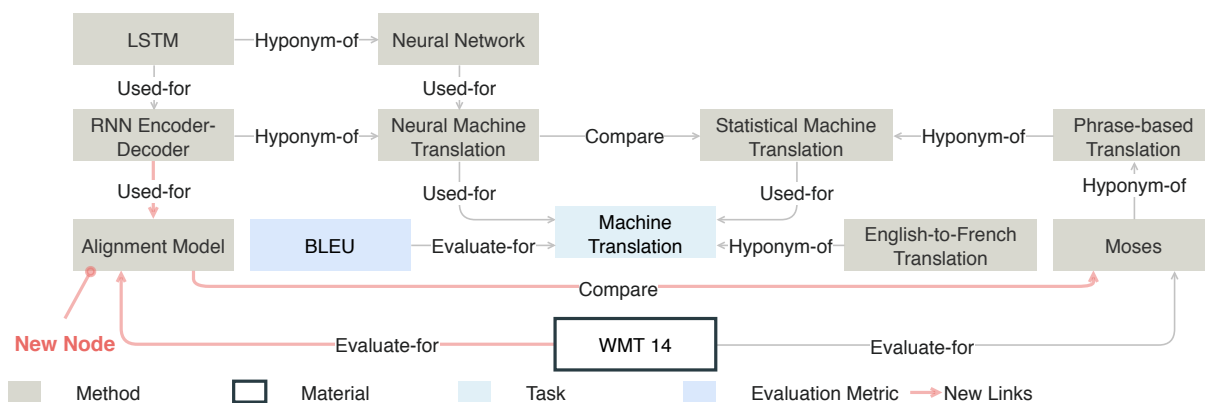 LSTM
Hyponym-of
Neural Network
Used-for
Used-for
RNN Encoder-
Decoder
Hyponym-of
Neural Machine
Translation
Compare
Statistical Machine
Translation
Hyponym-of
Phrase-based
Translation
Used-for
Used-for
Used-for
Hyponym-of
Alignment Model
BLEU
Evaluate-for
Machine
Translation
Hyponym-of
English-to-French
Translation
Moses
Compare
New Node
Evaluate-for
WMT 14
Evaluate-for
Method
Material
Task
Evaluation Metric
New Links